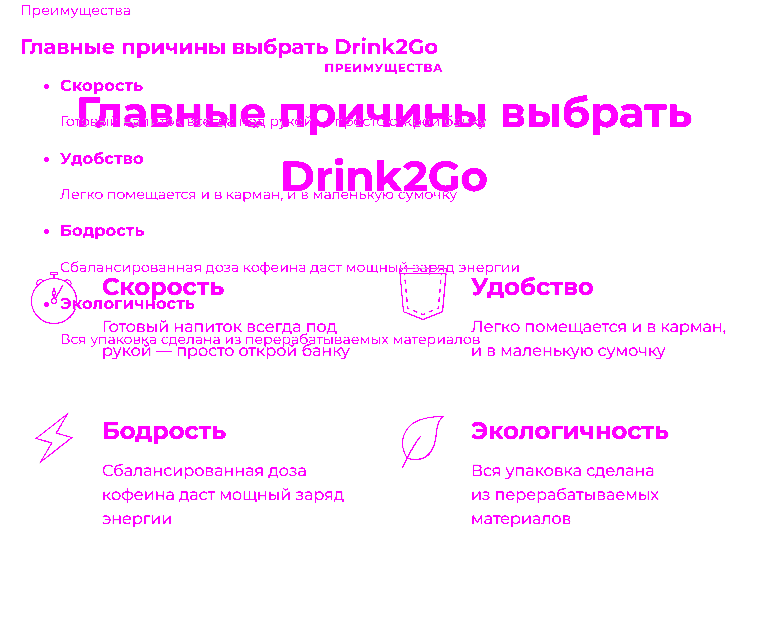 Преимущества
Главные причины выбрать Drink2Go
ПРЕИМУЩЕСТВА
• Скорость
Главные причины выбрать
Готовый напиток всегда под рукой — просто открой банку
• Удобство
Drink2Go
Легко помещается и в карман, и в маленькую сумочку
• Бодрость
Сбалансированная доза кофеина даст мощный заряд энергии
Скорость
Готовый напиток всегда под
рукой — просто открой банку
Удобство
Легко помещается и в карман,
и в маленькую сумочку
• Экологичность
Вся упаковка сделана из перерабатываемых материалов
Бодрость
Сбалансированная доза
кофеина даст мощный заряд
энергии
Экологичность
Вся упаковка сделана
из перерабатываемых
материалов